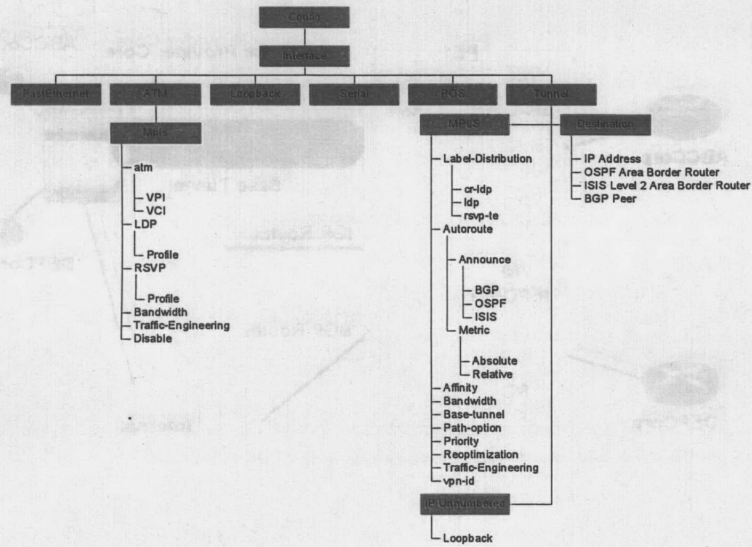 Config
Interface
FastEthernet
ATM
Loopback
Serial
POS
Tunnel
Mpls
atm
VPI
VCI
LDP
Profile
RSVP
Profile
Bandwidth
Traffic-Engineering
Disable
MPLS
Label-Distribution
cr-ldp
ldp
rsvp-te
Autoroute
Announce
BGP
OSPF
ISIS
Metric
Absolute
Relative
Affinity
Bandwidth
Base-tunnel
Path-option
Priority
Reoptimization
Traffic-Engineering
vpn-id
Destination
IP Address
OSPF Area Border Router
ISIS Level 2 Area Border Router
BGP Peer
IP Unnumbered
Loopback